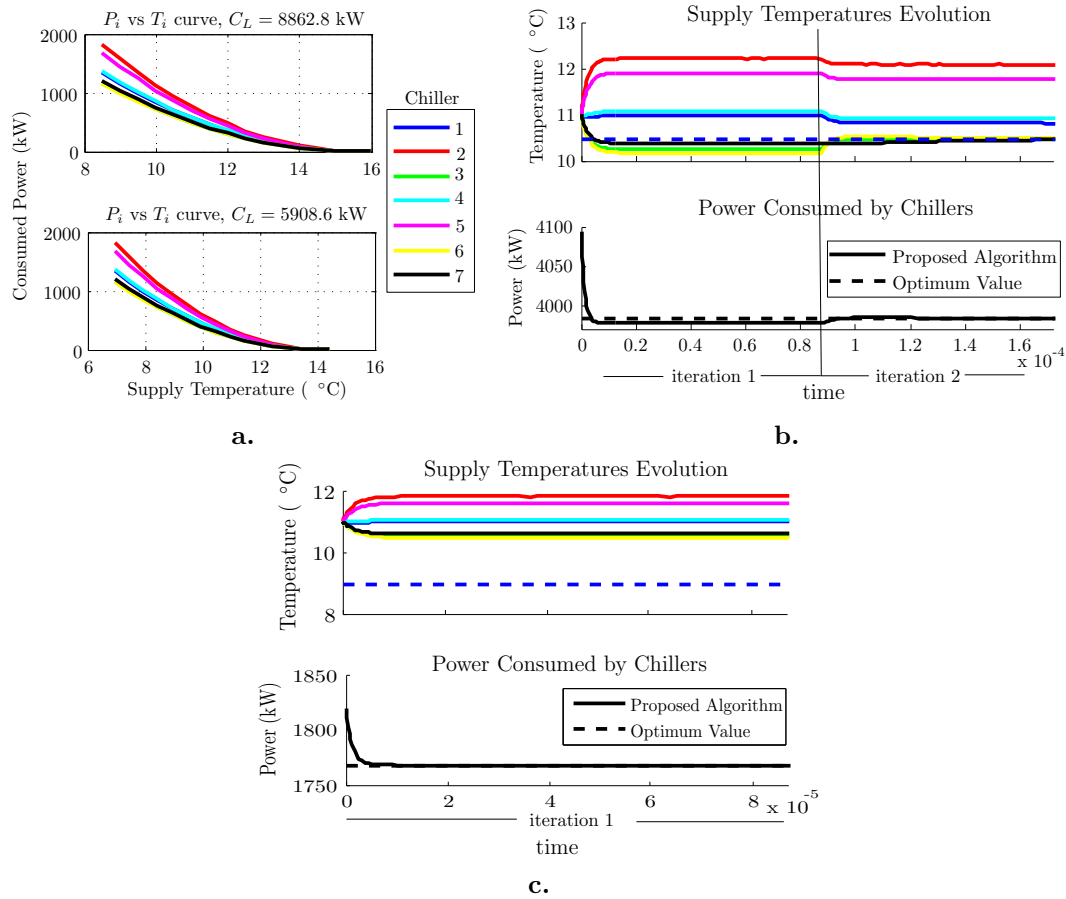 P_i vs T_i curve, C_L = 8862.8 kW
2000
1000
0
8
10
12
14
16
Consumed Power (kW)
P_i vs T_i curve, C_L = 5908.6 kW
2000
1000
0
6
8
10
12
14
16
Supply Temperature ( °C)
Chiller
1
2
3
4
5
6
7
a.
Supply Temperatures Evolution
Temperature ( °C)
13
12
11
10
Power Consumed by Chillers
Power (kW)
4100
4050
4000
Proposed Algorithm
Optimum Value
0
0.2
0.4
0.6
0.8
1
1.2
1.4
1.6
x 10⁻⁴
iteration 1
iteration 2
time
b.
Supply Temperatures Evolution
Temperature ( °C)
12
10
8
Power Consumed by Chillers
Power (kW)
1850
1800
1750
Proposed Algorithm
Optimum Value
0
2
4
6
8
x 10⁻⁵
iteration 1
time
c.